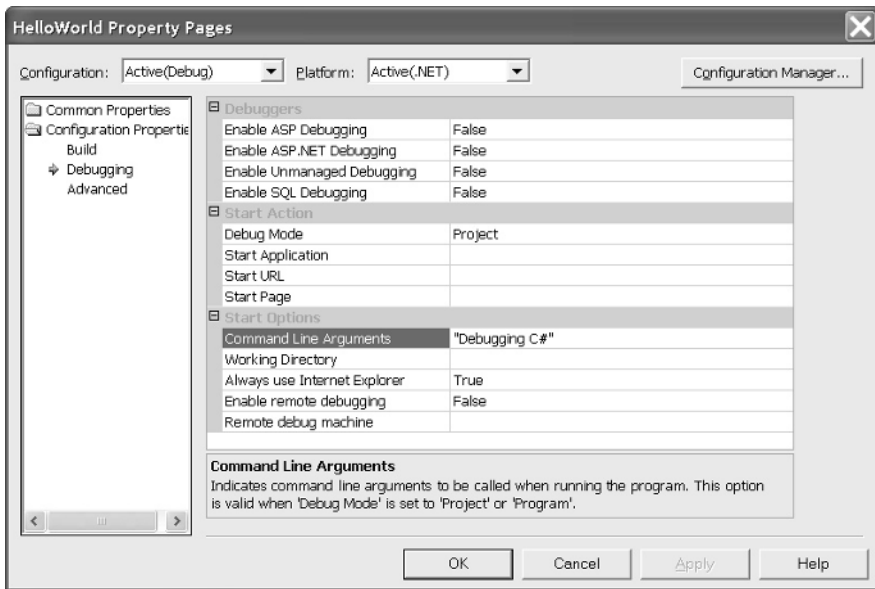 HelloWorld Property Pages
Configuration: Active(Debug) Platform: Active(.NET) Configuration Manager...
Common Properties
Configuration Propertie
Build
Debugging
Advanced
Debuggers
Enable ASP Debugging False
Enable ASP.NET Debugging False
Enable Unmanaged Debugging False
Enable SQL Debugging False
Start Action
Debug Mode Project
Start Application
Start URL
Start Page
Start Options
Command Line Arguments "Debugging C#"
Working Directory
Always use Internet Explorer True
Enable remote debugging False
Remote debug machine
Command Line Arguments
Indicates command line arguments to be called when running the program. This option
is valid when 'Debug Mode' is set to 'Project' or 'Program'.
OK Cancel Apply Help